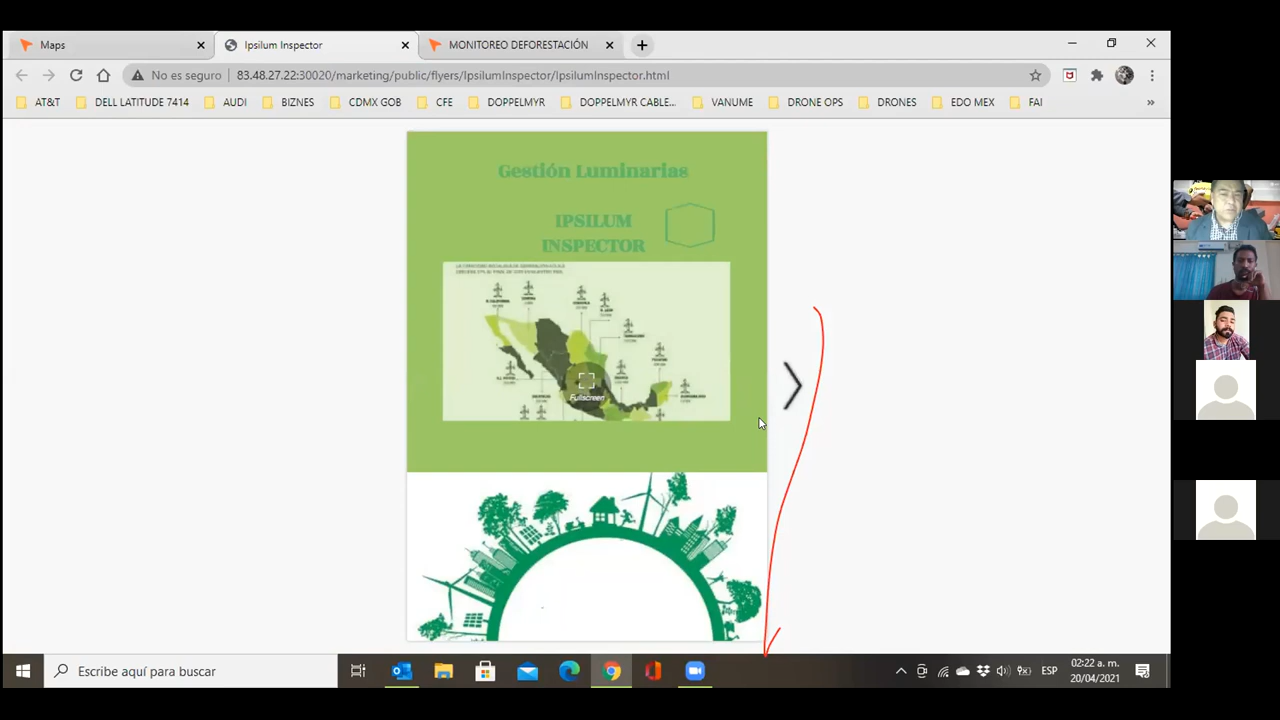 Maps
Ipsilum Inspector
MONITOREO DEFORESTACIÓN
No es seguro
83.48.27.22:30020/marketing/public/flyers/IpsilumInspector/IpsilumInspector.html
AT&T
DELL LATITUDE 7414
AUDI
BIZNES
CDMX GOB
CFE
DOPPELMYR
DOPPELMYR CABLE...
VANUME
DRONE OPS
DRONES
EDO MEX
FAI
»
Gestión Luminarias
IPSILUM
INSPECTOR
Fullscreen
Escribe aquí para buscar
ESP
02:22 a. m.
20/04/2021